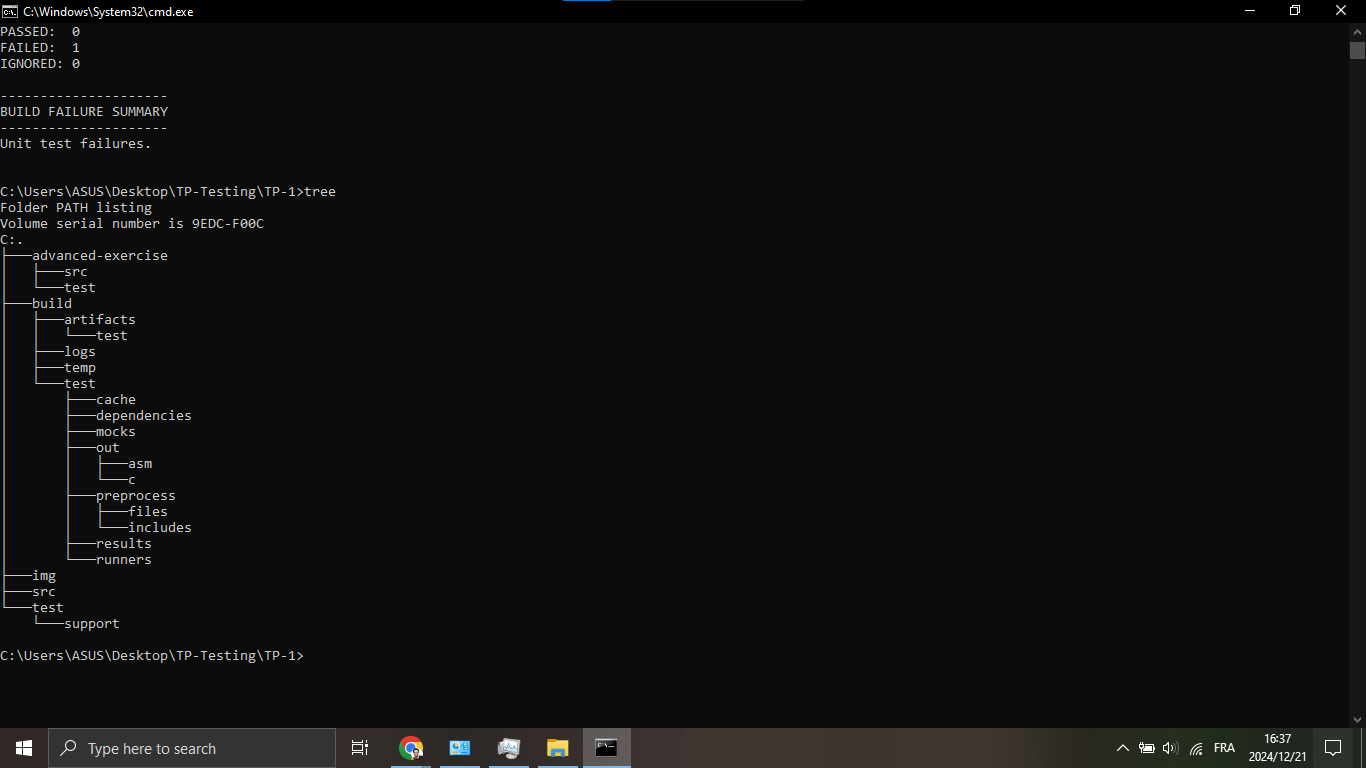 C:\Windows\System32\cmd.exe
PASSED:  0
FAILED:  1
IGNORED: 0
---------------------
BUILD FAILURE SUMMARY
---------------------
Unit test failures.
C:\Users\ASUS\Desktop\TP-Testing\TP-1>tree
Folder PATH listing
Volume serial number is 9EDC-F00C
C:.
├───advanced-exercise
│   ├───src
│   └───test
├───build
│   ├───artifacts
│   │   └───test
│   ├───logs
│   ├───temp
│   └───test
│       ├───cache
│       ├───dependencies
│       ├───mocks
│       ├───out
│       │   ├───asm
│       │   └───c
│       ├───preprocess
│       │   ├───files
│       │   └───includes
│       ├───results
│       └───runners
├───img
├───src
└───test
    └───support
C:\Users\ASUS\Desktop\TP-Testing\TP-1>
Type here to search
FRA
16:37
2024/12/21